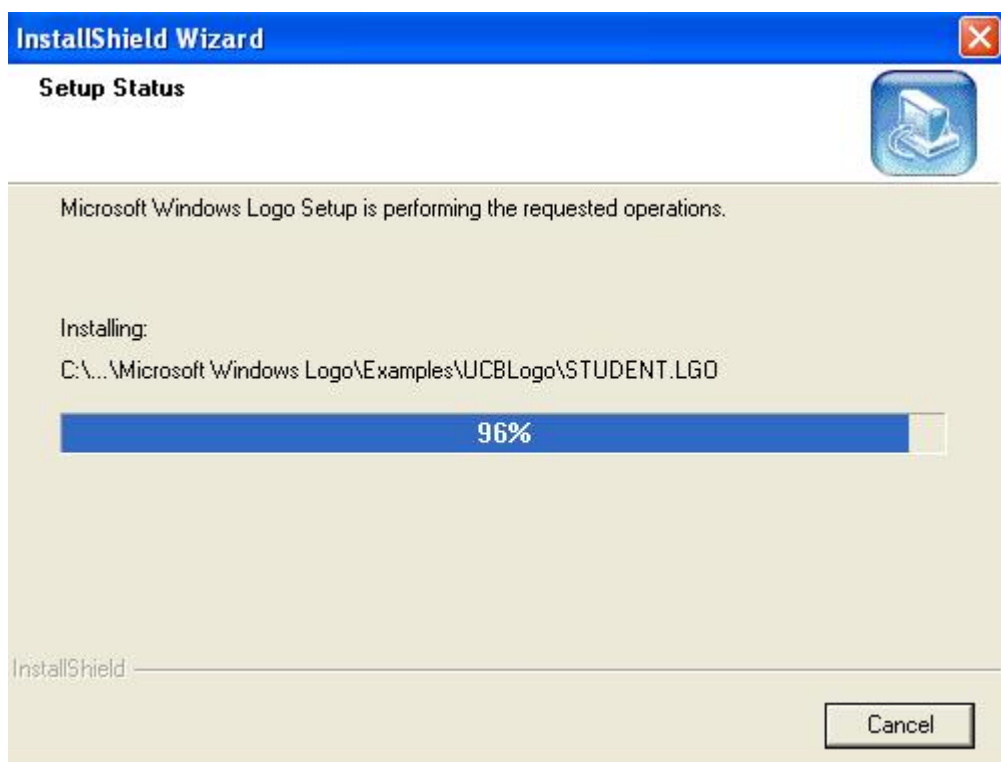 InstallShield Wizard
Setup Status
Microsoft Windows Logo Setup is performing the requested operations.
Installing:
C:\...\Microsoft Windows Logo\Examples\UCBLogo\STUDENT.LGO
96%
InstallShield
Cancel